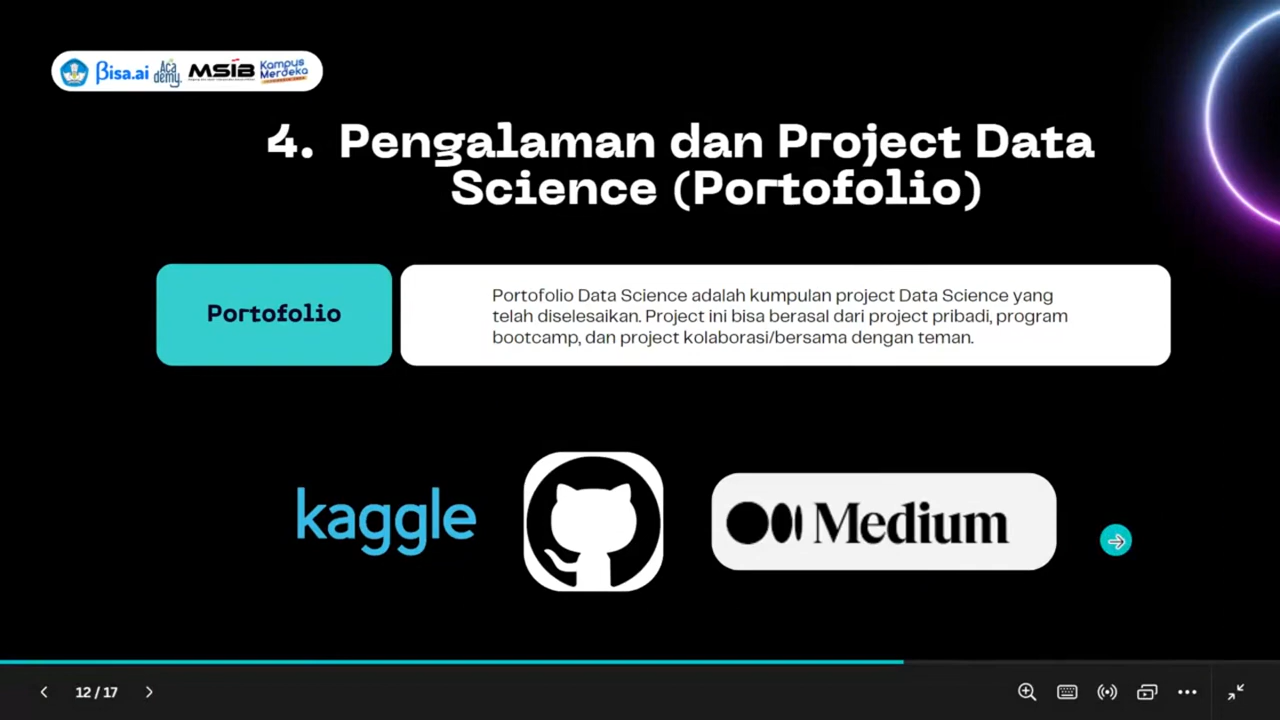 βisa.ai Academy. MSIB Kampus Merdeka
4. Pengalaman dan Project Data
Science (Portofolio)
Portofolio
Portofolio Data Science adalah kumpulan project Data Science yang
telah diselesaikan. Project ini bisa berasal dari project pribadi, program
bootcamp, dan project kolaborasi/bersama dengan teman.
kaggle
Medium
12 / 17